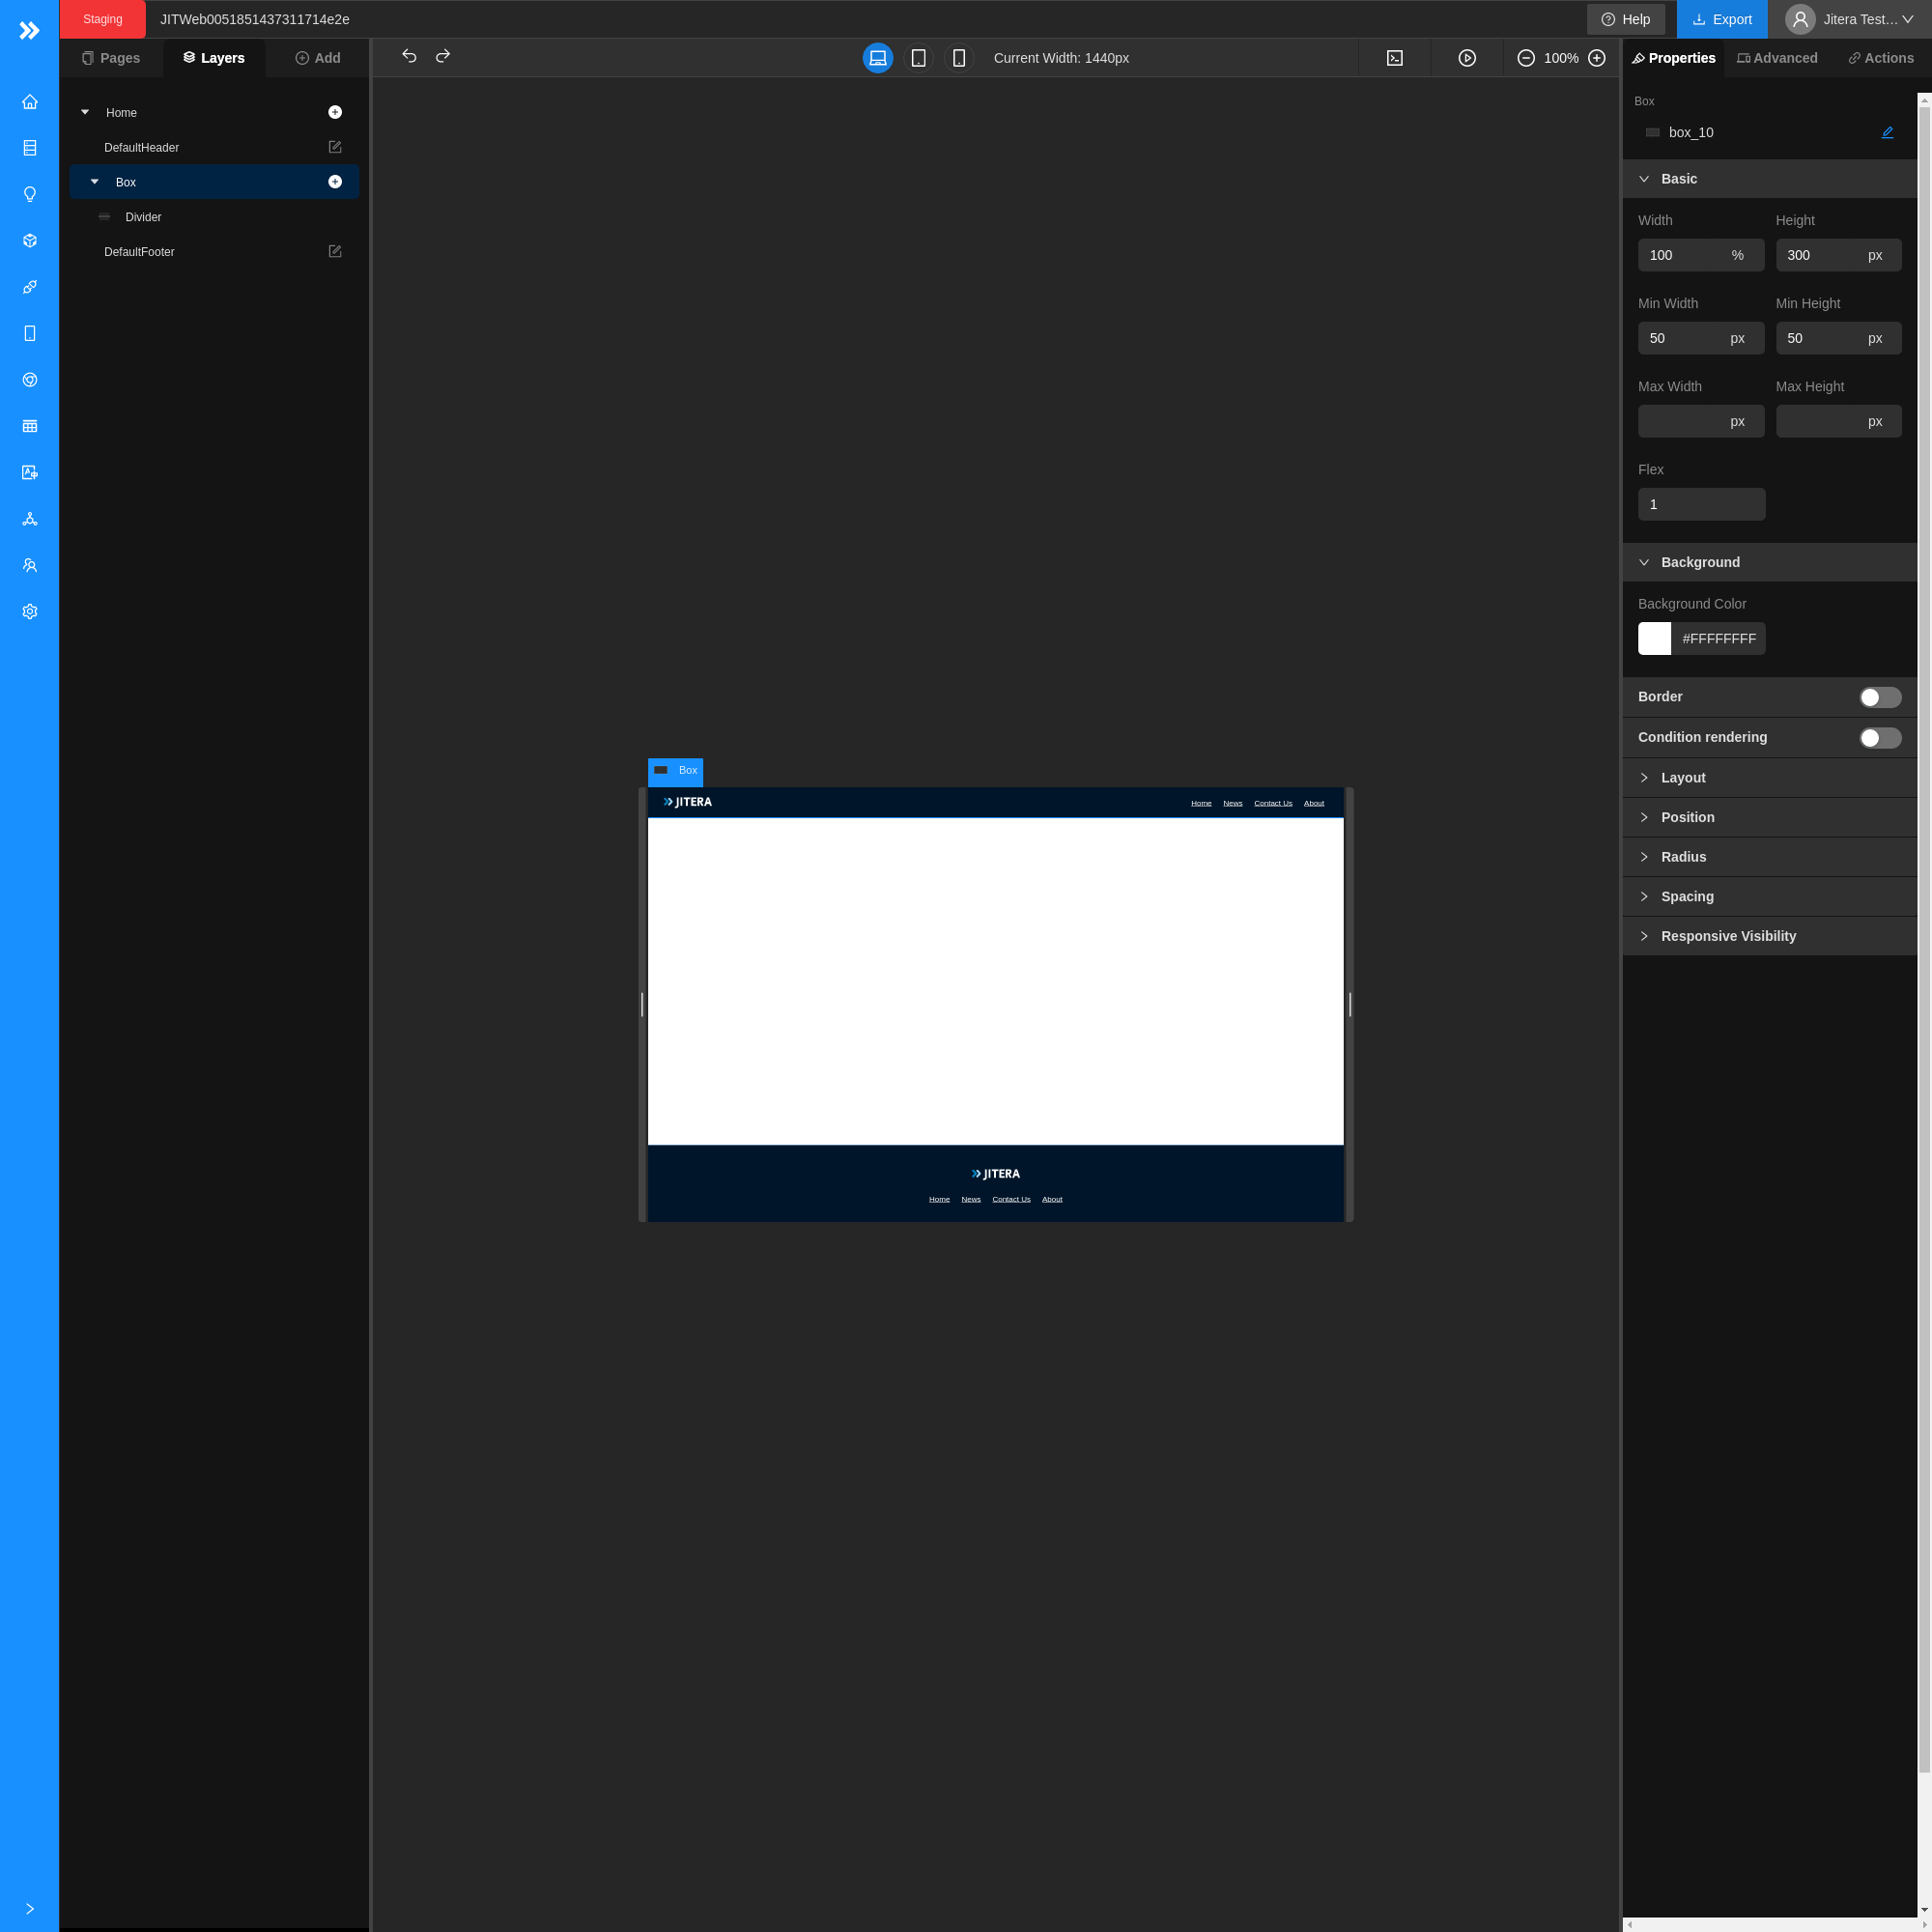 Staging
JITWeb0051851437311714e2e
Help
Export
Jitera Test...
Pages
Layers
Add
Current Width: 1440px
100%
Properties
Advanced
Actions
Home
DefaultHeader
Box
Divider
DefaultFooter
Box
JITERA
Home News Contact Us About
JITERA
Home News Contact Us About
Box
box_10
Basic
Width Height
100 % 300 px
Min Width Min Height
50 px 50 px
Max Width Max Height
px px
Flex
1
Background
Background Color
#FFFFFFFF
Border
Condition rendering
Layout
Position
Radius
Spacing
Responsive Visibility